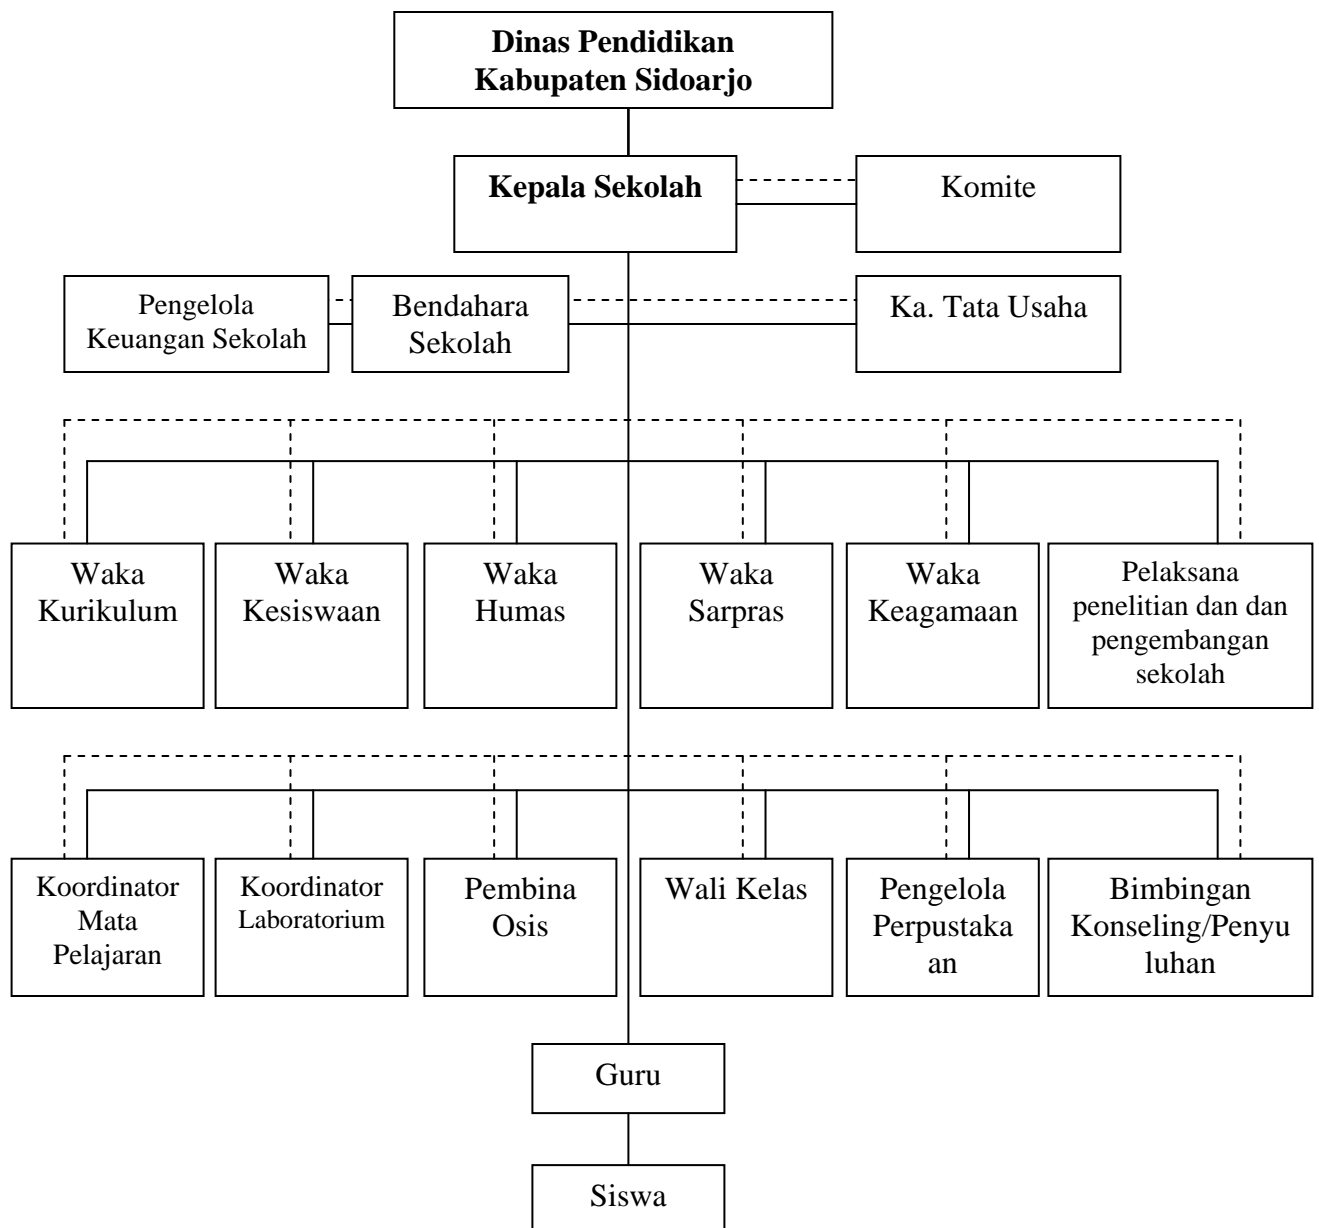 Dinas Pendidikan
Kabupaten Sidoarjo
Kepala Sekolah
Komite
Pengelola
Keuangan Sekolah
Bendahara
Sekolah
Ka. Tata Usaha
Waka
Kurikulum
Waka
Kesiswaan
Waka
Humas
Waka
Sarpras
Waka
Keagamaan
Pelaksana
penelitian dan dan
pengembangan
sekolah
Koordinator
Mata
Pelajaran
Koordinator
Laboratorium
Pembina
Osis
Wali Kelas
Pengelola
Perpustaka
an
Bimbingan
Konseling/Penyu
luhan
Guru
Siswa